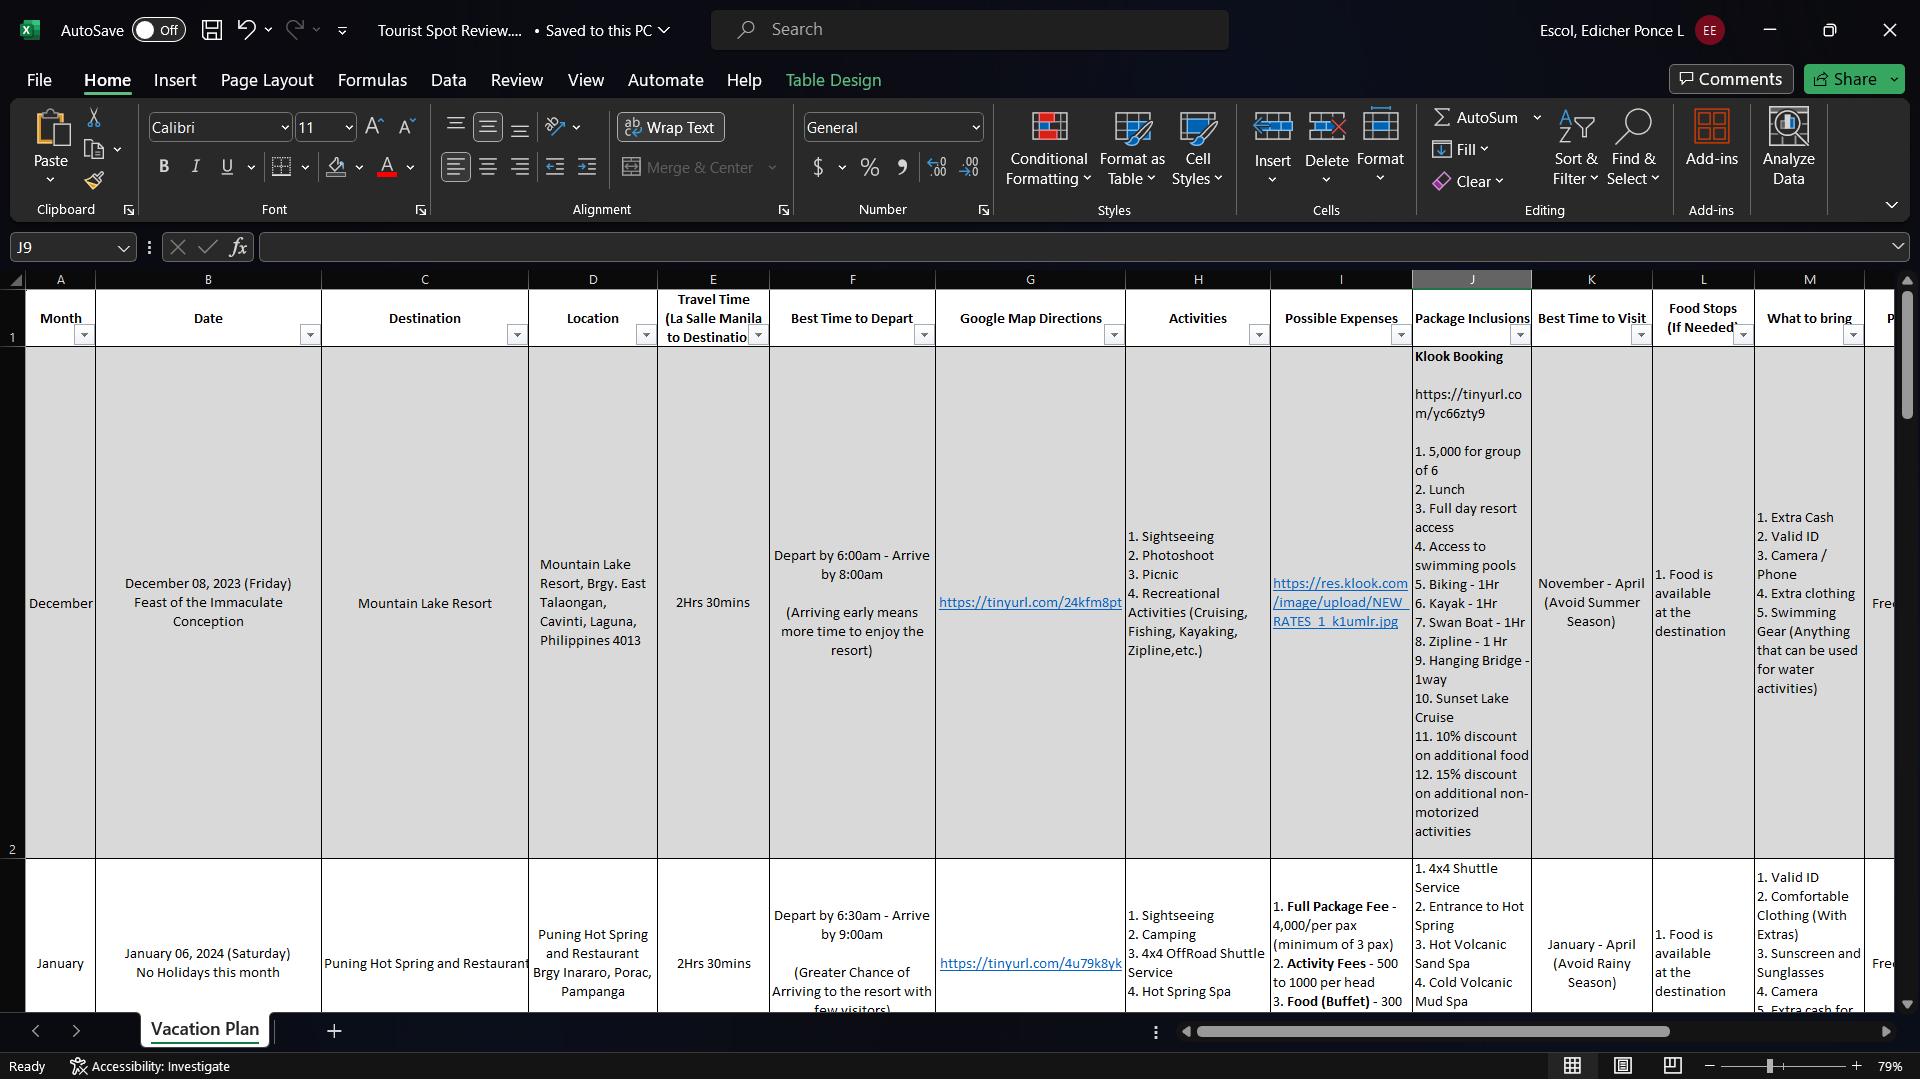 AutoSave Off Tourist Spot Review.... • Saved to this PC Search Escol, Edicher Ponce L EE
File Home Insert Page Layout Formulas Data Review View Automate Help Table Design Comments Share
Paste
Clipboard
Calibri 11
B I U
Font
Wrap Text
Merge & Center
Alignment
General
$ %
Number
Conditional Formatting
Format as Table
Cell Styles
Styles
Insert Delete Format
Cells
AutoSum
Fill
Clear
Sort & Filter
Find & Select
Editing
Add-ins
Add-ins
Analyze Data
J9 fx
A B C D E F G H I J K L M
1
Month
Date
Destination
Location
Travel Time
(La Salle Manila
to Destinatio
Best Time to Depart
Google Map Directions
Activities
Possible Expenses
Package Inclusions
Best Time to Visit
Food Stops
(If Needed)
What to bring
P
2
December
December 08, 2023 (Friday)
Feast of the Immaculate
Conception
Mountain Lake Resort
Mountain Lake
Resort, Brgy. East
Talaongan,
Cavinti, Laguna,
Philippines 4013
2Hrs 30mins
Depart by 6:00am - Arrive
by 8:00am
(Arriving early means
more time to enjoy the
resort)
https://tinyurl.com/24kfm8pt
1. Sightseeing
2. Photoshoot
3. Picnic
4. Recreational
Activities (Cruising,
Fishing, Kayaking,
Zipline,etc.)
https://res.klook.com
/image/upload/NEW_
RATES_1_k1umlr.jpg
Klook Booking
https://tinyurl.co
m/yc66zty9
1. 5,000 for group
of 6
2. Lunch
3. Full day resort
access
4. Access to
swimming pools
5. Biking - 1Hr
6. Kayak - 1Hr
7. Swan Boat - 1Hr
8. Zipline - 1 Hr
9. Hanging Bridge -
1way
10. Sunset Lake
Cruise
11. 10% discount
on additional food
12. 15% discount
on additional non-
motorized
activities
November - April
(Avoid Summer
Season)
1. Food is
available
at the
destination
1. Extra Cash
2. Valid ID
3. Camera /
Phone
4. Extra clothing
5. Swimming
Gear (Anything
that can be used
for water
activities)
Free
January
January 06, 2024 (Saturday)
No Holidays this month
Puning Hot Spring and Restaurant
Puning Hot Spring
and Restaurant
Brgy Inararo, Porac,
Pampanga
2Hrs 30mins
Depart by 6:30am - Arrive
by 9:00am
(Greater Chance of
Arriving to the resort with
few visitors)
https://tinyurl.com/4u79k8yk
1. Sightseeing
2. Camping
3. 4x4 OffRoad Shuttle
Service
4. Hot Spring Spa
1. Full Package Fee -
4,000/per pax
(minimum of 3 pax)
2. Activity Fees - 500
to 1000 per head
3. Food (Buffet) - 300
1. 4x4 Shuttle
Service
2. Entrance to Hot
Spring
3. Hot Volcanic
Sand Spa
4. Cold Volcanic
Mud Spa
January - April
(Avoid Rainy
Season)
1. Food is
available
at the
destination
1. Valid ID
2. Comfortable
Clothing (With
Extras)
3. Sunscreen and
Sunglasses
4. Camera
5. Extra cash for
Free
Vacation Plan
Ready Accessibility: Investigate 79%